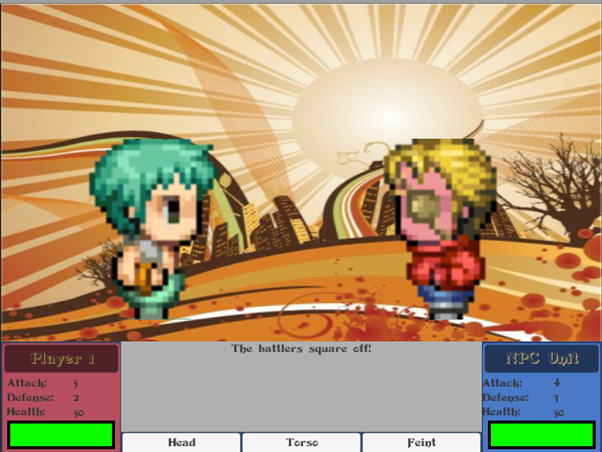 The battlers square off!
Player 1
Attack: 5
Defense: 2
Health: 50
NPC Unit
Attack: 4
Defense: 3
Health: 50
Head
Torso
Feint